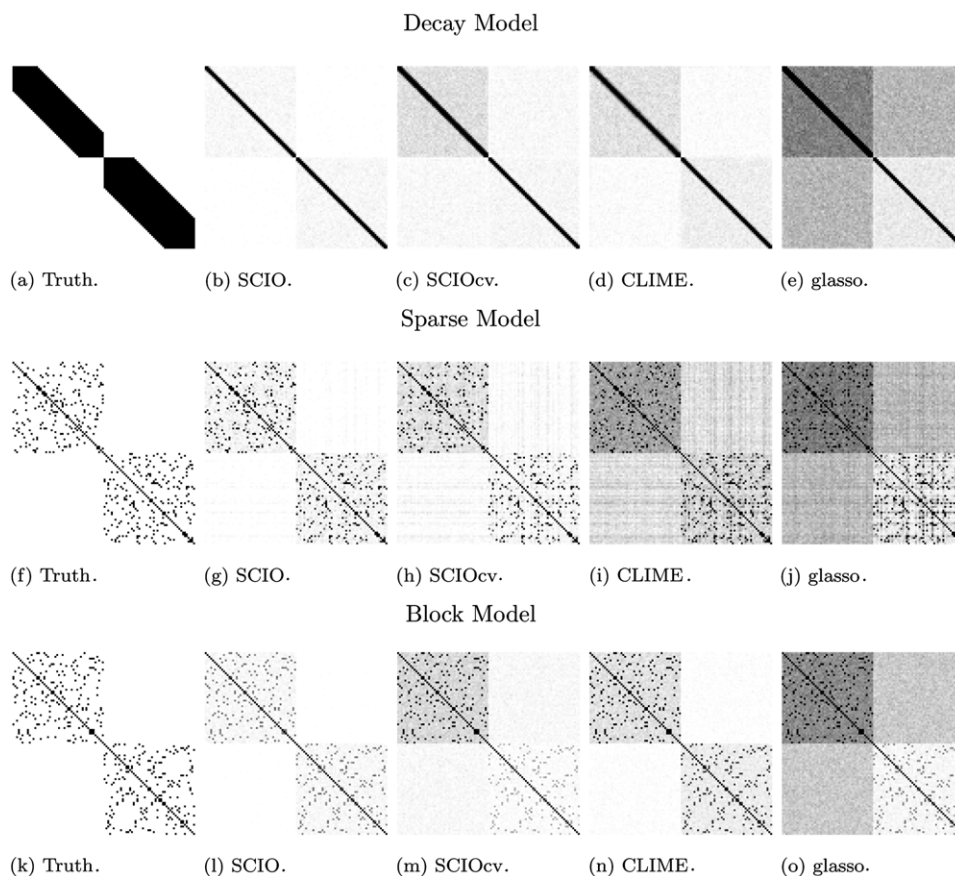 Decay Model
(a) Truth. (b) SCIO. (c) SCIOcv. (d) CLIME. (e) glasso.
Sparse Model
(f) Truth. (g) SCIO. (h) SCIOcv. (i) CLIME. (j) glasso.
Block Model
(k) Truth. (l) SCIO. (m) SCIOcv. (n) CLIME. (o) glasso.